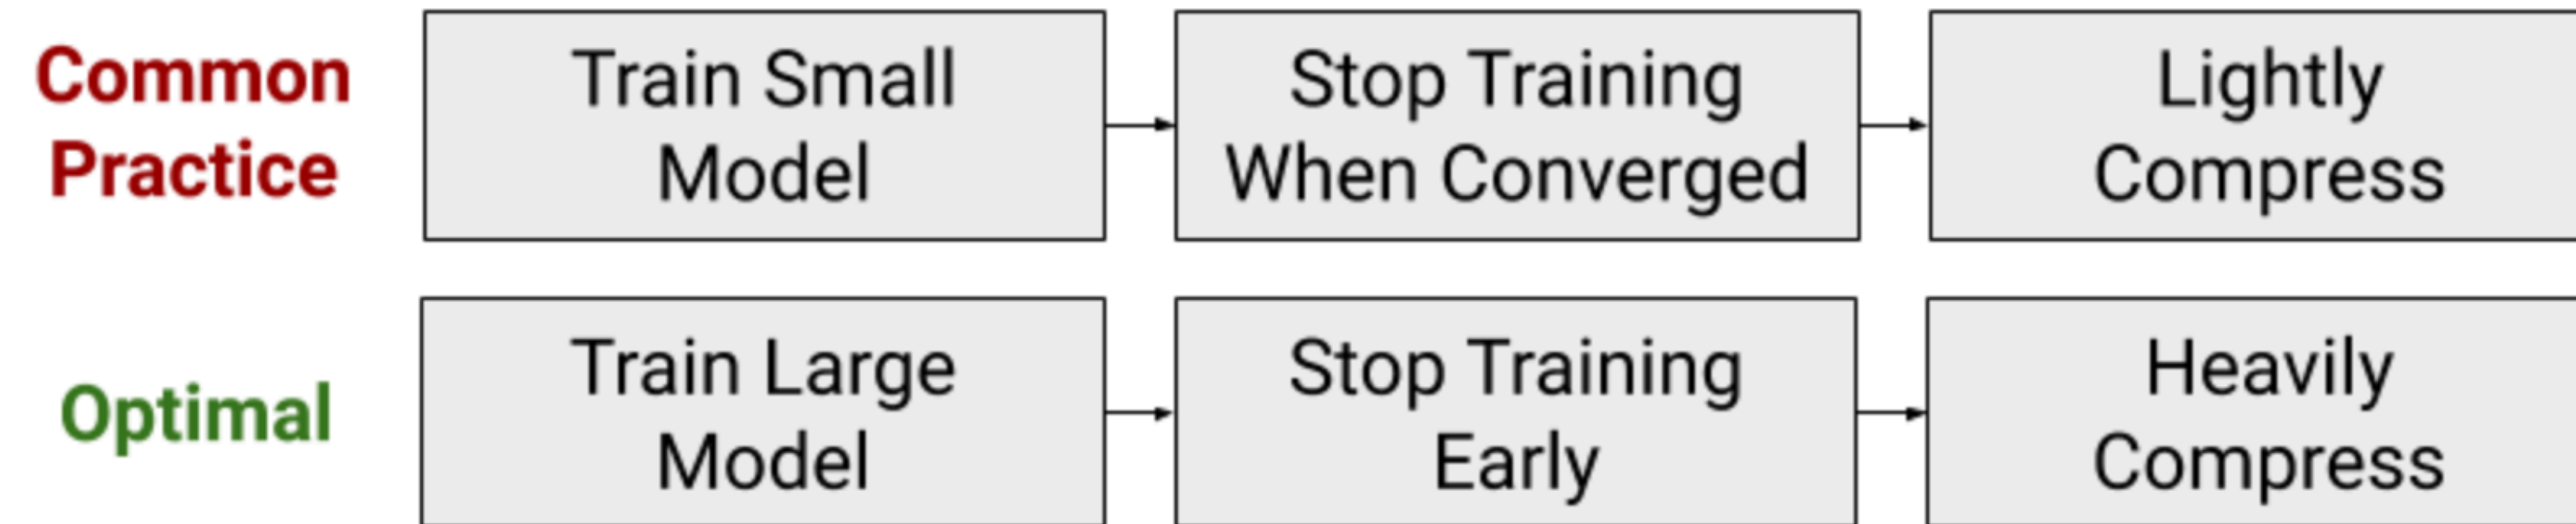 Common
Practice
Train Small
Model
Stop Training
When Converged
Lightly
Compress
Optimal
Train Large
Model
Stop Training
Early
Heavily
Compress